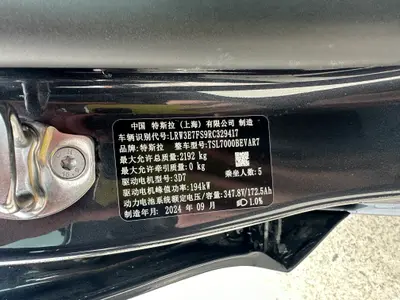 中国 特斯拉(上海)有限公司 制造
车辆识别代号:LRW3E7FS9RC329417
品牌:特斯拉 整车型号:TSL7000BEVAR7
最大允许总质量:2192 kg
最大允许牵引质量:0 kg
乘坐人数:5
驱动电机型号:3D7
驱动电机峰值功率:194kW
动力电池系统额定电压/容量:347.8V/172.5Ah
制造年月: 2024 年 09 月
1.0%